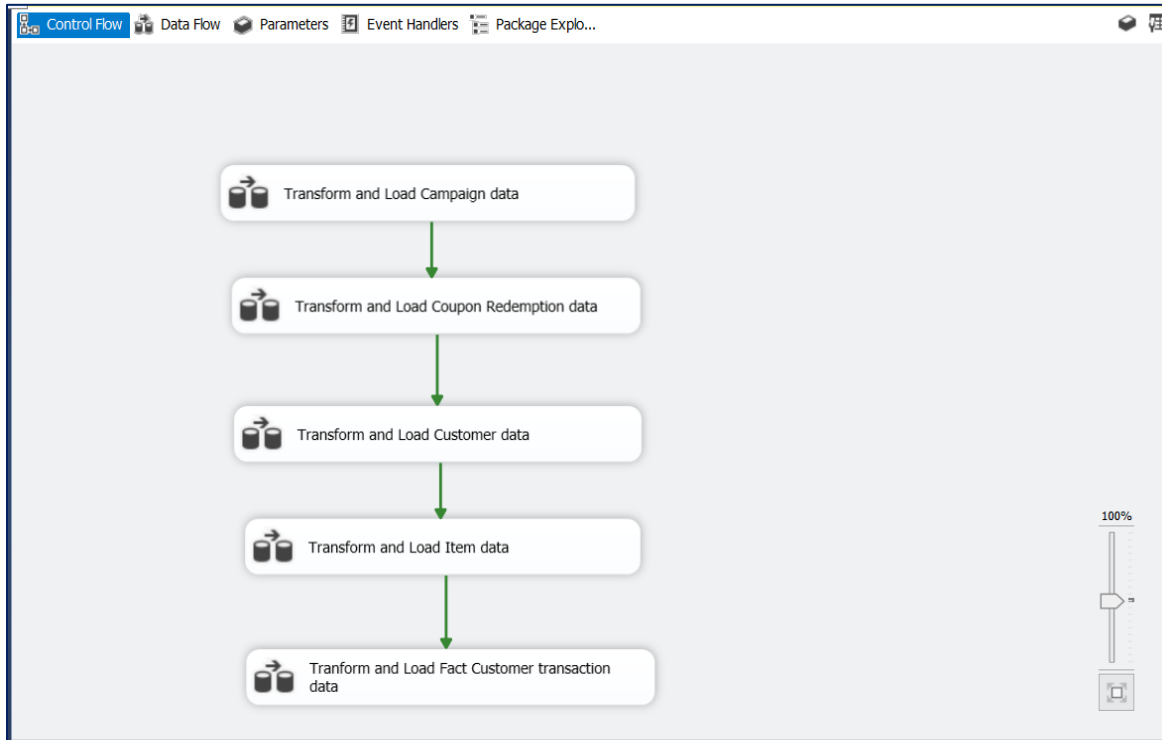 Control Flow Data Flow Parameters Event Handlers Package Explo...
Transform and Load Campaign data
Transform and Load Coupon Redemption data
Transform and Load Customer data
100%
Transform and Load Item data
Tranform and Load Fact Customer transaction
data